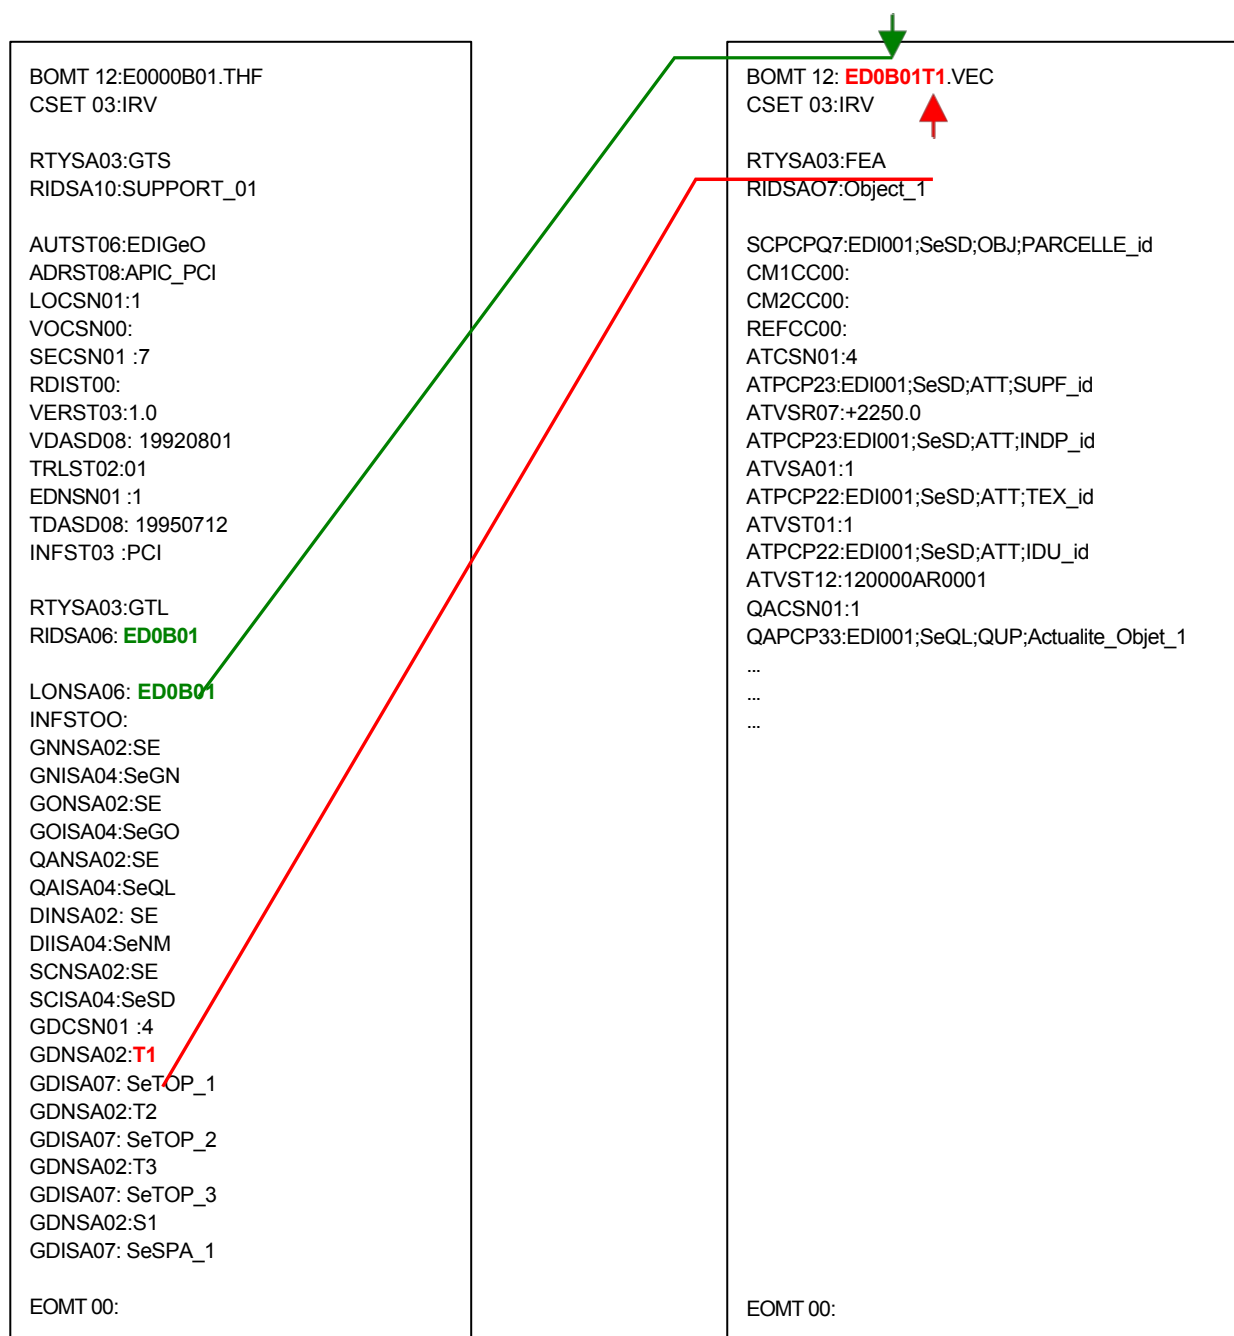 BOMT 12:E0000B01.THF
CSET 03:IRV
RTYSA03:GTS
RIDSA10:SUPPORT_01
AUTST06:EDIGeO
ADRST08:APIC_PCI
LOCSN01:1
VOCSN00:
SECSN01 :7
RDIST00:
VERST03:1.0
VDASD08: 19920801
TRLST02:01
EDNSN01 :1
TDASD08: 19950712
INFST03 :PCI
RTYSA03:GTL
RIDSA06: ED0B01
LONSA06: ED0B01
INFSTOO:
GNNSA02:SE
GNISA04:SeGN
GONSA02:SE
GOISA04:SeGO
QANSA02:SE
QAISA04:SeQL
DINSA02: SE
DIISA04:SeNM
SCNSA02:SE
SCISA04:SeSD
GDCSN01 :4
GDNSA02:T1
GDISA07: SeTOP_1
GDNSA02:T2
GDISA07: SeTOP_2
GDNSA02:T3
GDISA07: SeTOP_3
GDNSA02:S1
GDISA07: SeSPA_1
EOMT 00:
BOMT 12: ED0B01T1.VEC
CSET 03:IRV
RTYSA03:FEA
RIDSAO7:Object_1
SCPCPQ7:EDI001;SeSD;OBJ;PARCELLE_id
CM1CC00:
CM2CC00:
REFCC00:
ATCSN01:4
ATPCP23:EDI001;SeSD;ATT;SUPF_id
ATVSR07:+2250.0
ATPCP23:EDI001;SeSD;ATT;INDP_id
ATVSA01:1
ATPCP22:EDI001;SeSD;ATT;TEX_id
ATVST01:1
ATPCP22:EDI001;SeSD;ATT;IDU_id
ATVST12:120000AR0001
QACSN01:1
QAPCP33:EDI001;SeQL;QUP;Actualite_Objet_1
...
...
...
EOMT 00: